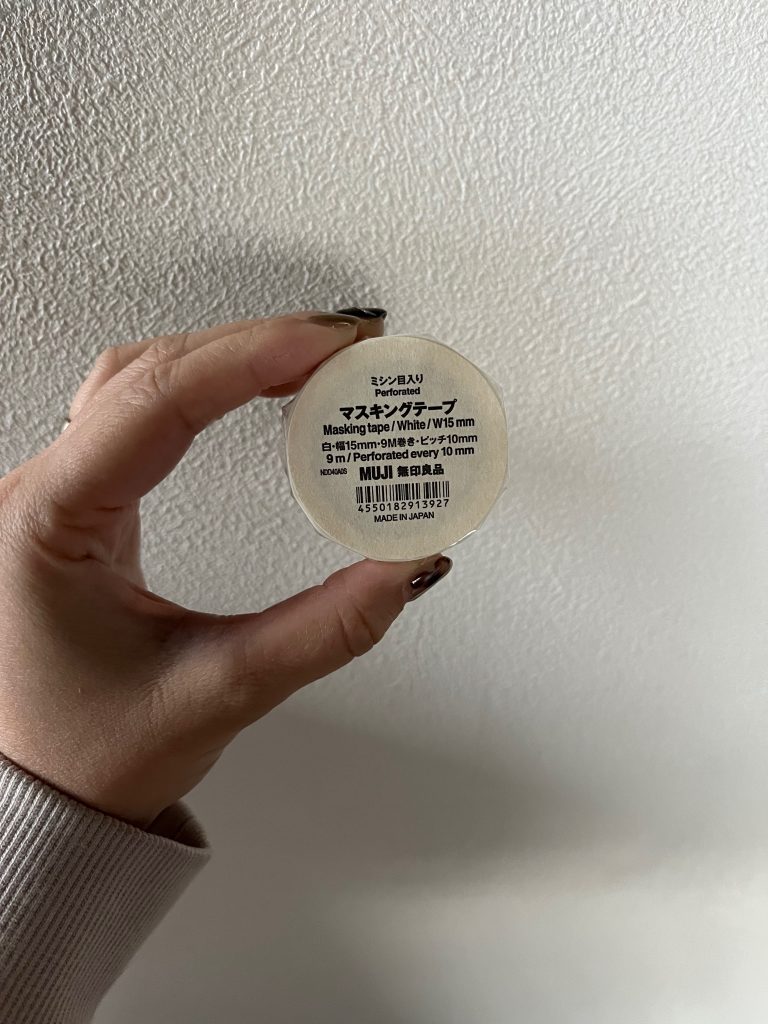 ミシン目入り
Perforated
マスキングテープ
Masking tape / White / W15 mm
白・幅15mm・9M巻き・ピッチ10mm
9 m / Perforated every 10 mm
NDD40A0S MUJI 無印良品
4550182913927
MADE IN JAPAN